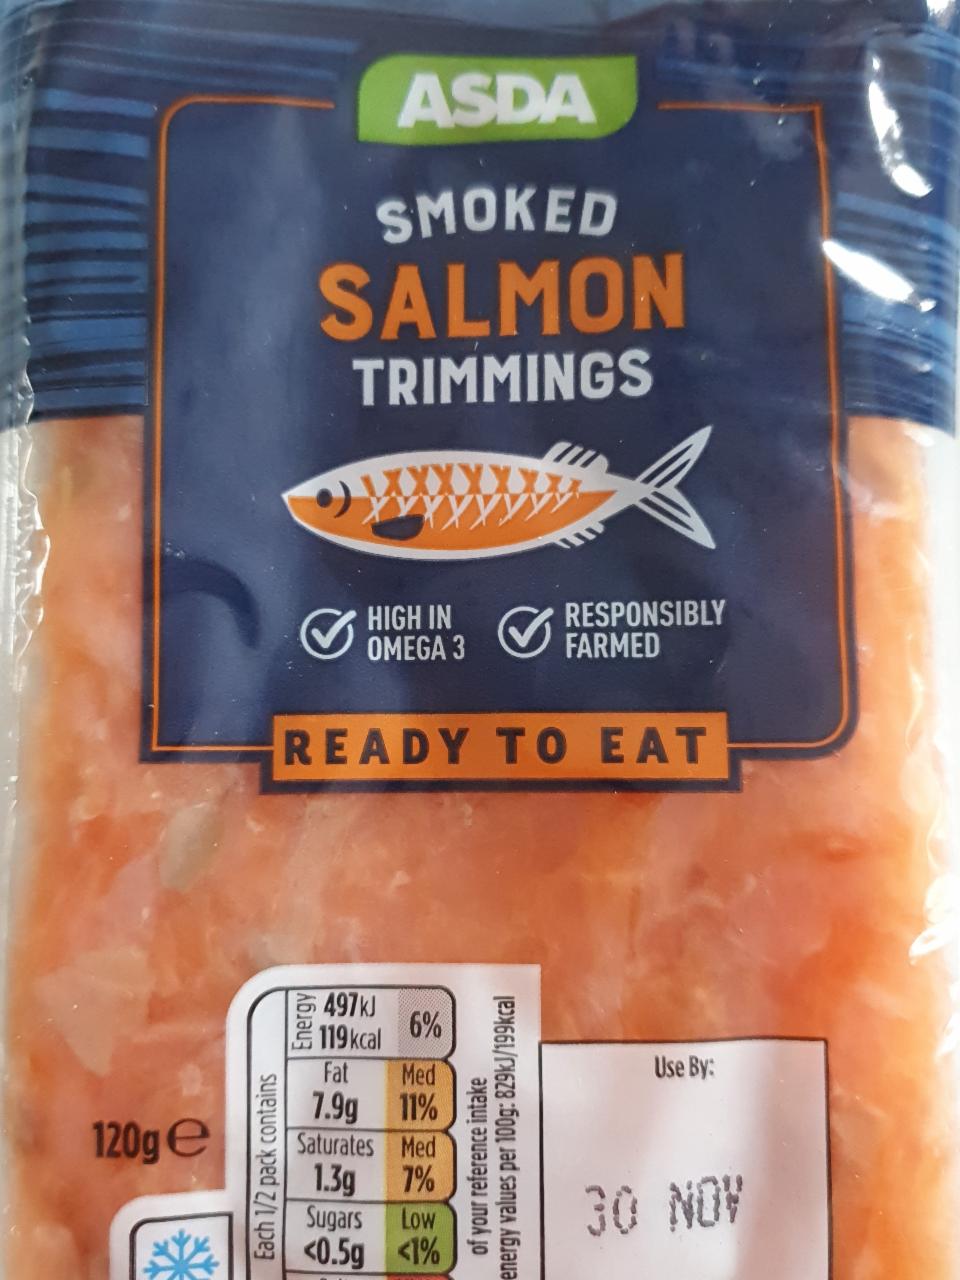 ASDA
SMOKED
SALMON
TRIMMINGS
HIGH IN
OMEGA 3
RESPONSIBLY
FARMED
READY TO EAT
120g e
Each 1/2 pack contains
Energy
497kJ
119kcal
6%
Fat
7.9g
Med
11%
Saturates
1.3g
Med
7%
Sugars
<0.5g
Low
<1%
of your reference intake
energy values per 100g: 829kJ/199kcal
Use By:
30 NOV